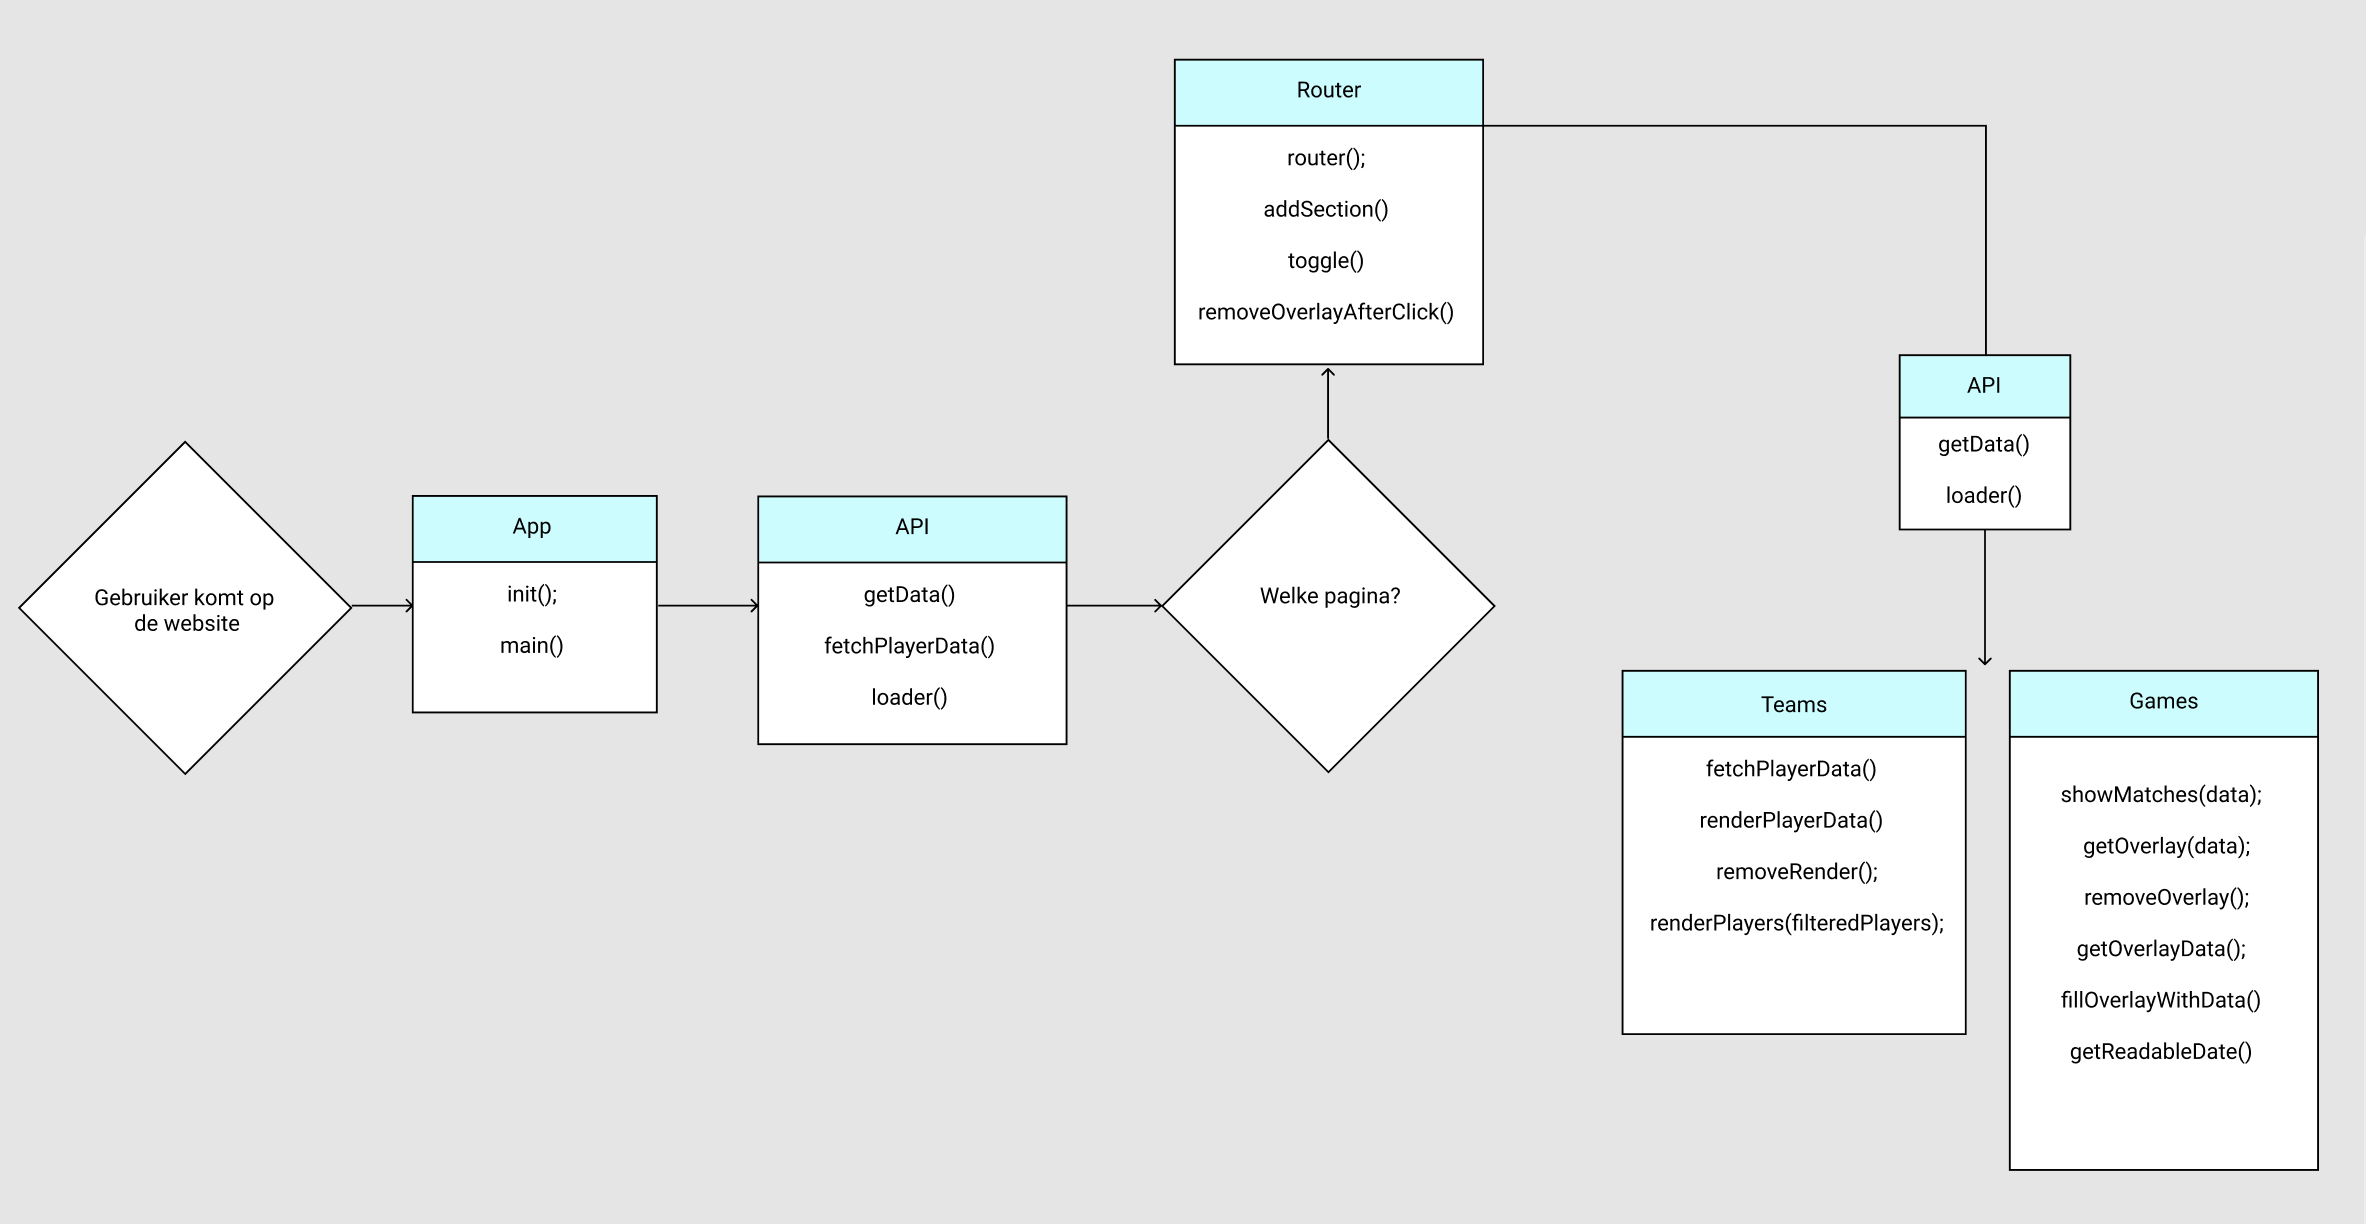 Gebruiker komt op
de website
App
init();
main()
API
getData()
fetchPlayerData()
loader()
Welke pagina?
Router
router();
addSection()
toggle()
removeOverlayAfterClick()
API
getData()
loader()
Teams
fetchPlayerData()
renderPlayerData()
removeRender();
renderPlayers(filteredPlayers);
Games
showMatches(data);
getOverlay(data);
removeOverlay();
getOverlayData();
fillOverlayWithData()
getReadableDate()